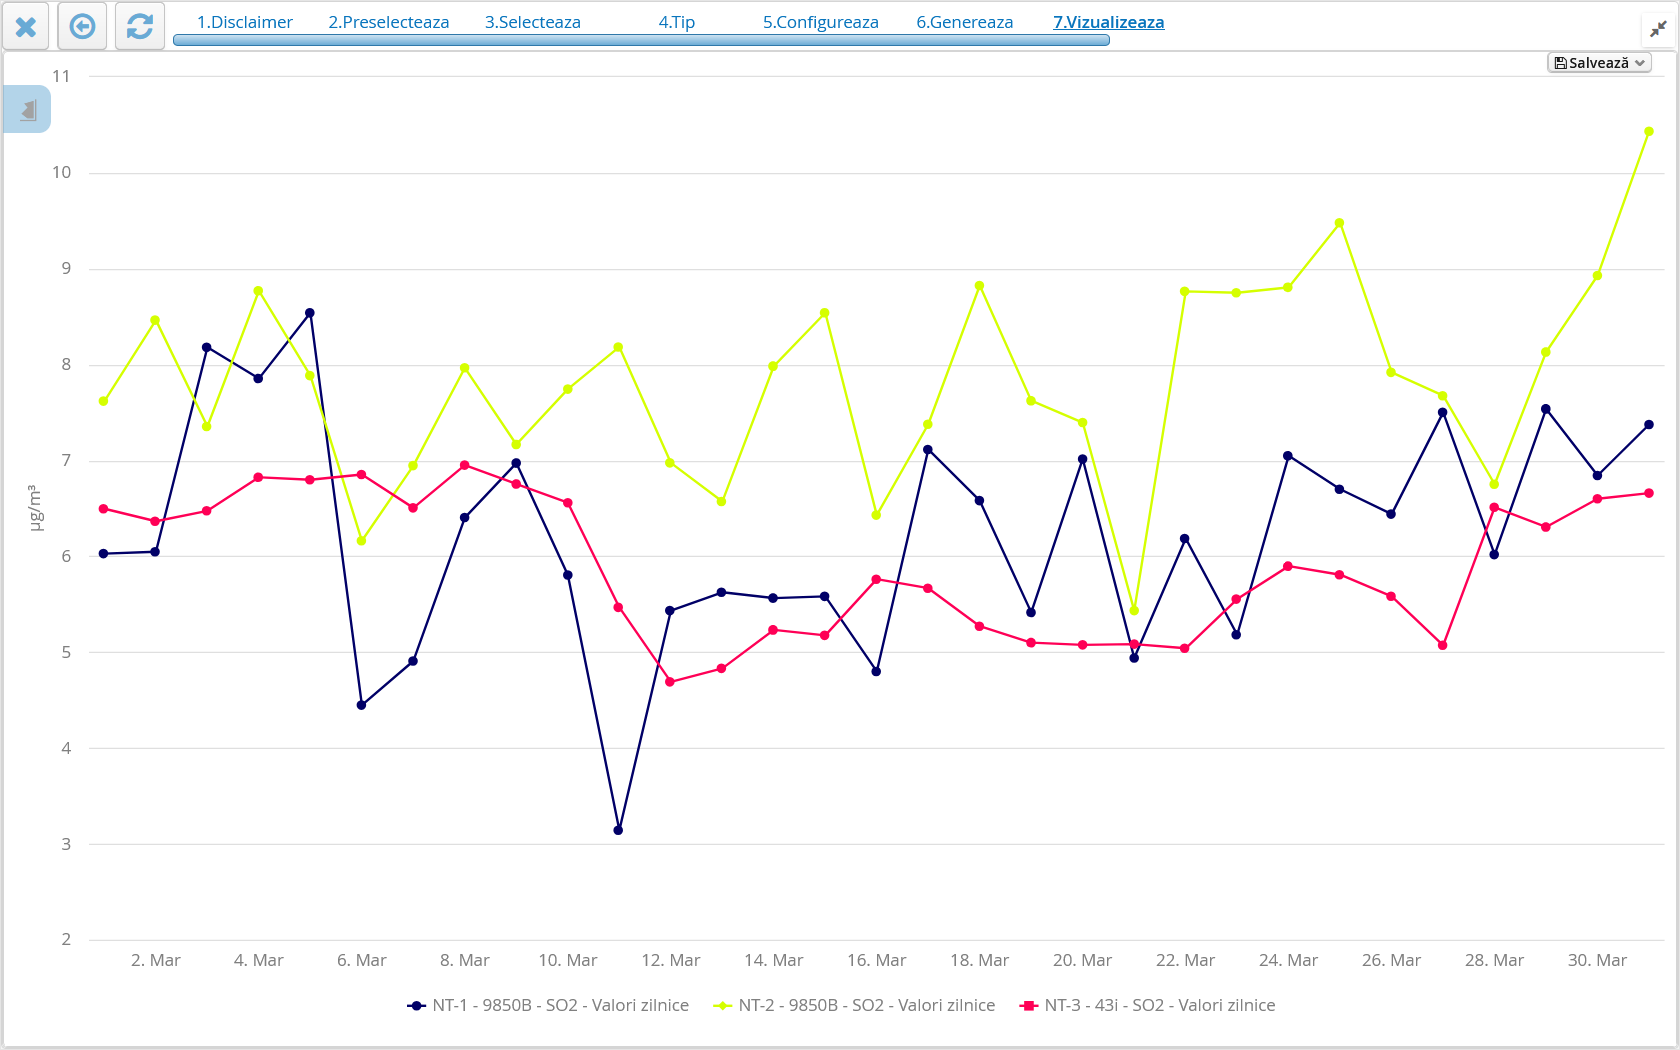 1.Disclaimer 2.Preselecteaza 3.Selecteaza 4.Tip 5.Configureaza 6.Genereaza 7.Vizualizeaza
Salvează
11
10
9
8
7
6
5
4
3
2
µg/m³
2. Mar 4. Mar 6. Mar 8. Mar 10. Mar 12. Mar 14. Mar 16. Mar 18. Mar 20. Mar 22. Mar 24. Mar 26. Mar 28. Mar 30. Mar
NT-1 - 9850B - SO2 - Valori zilnice NT-2 - 9850B - SO2 - Valori zilnice NT-3 - 43i - SO2 - Valori zilnice